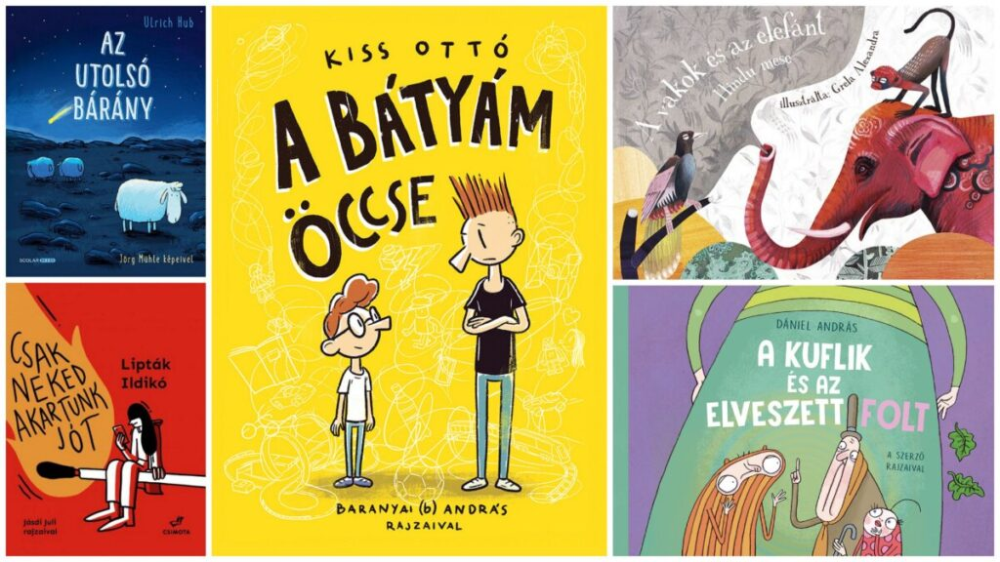 Ulrich Hub
AZ
UTOLSÓ
BÁRÁNY
SCOLAR KIDS
Jörg Mühle képeivel
CSAK
NEKED
AKARTUNK
JÓT
Lipták
Ildikó
Jásdi Juli
rajzaival
CSIMOTA
KISS OTTÓ
A BÁTYÁM
ÖCCSE
BARANYAI (b) ANDRÁS
RAJZAIVAL
A vakok és az elefánt
Hindu mese
illusztrálta: Grela Alexandra
DÁNIEL ANDRÁS
A KUFLIK
ÉS AZ
ELVESZETT FOLT
A SZERZŐ
RAJZAIVAL